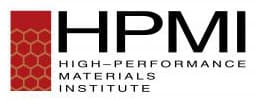 HPMI
HIGH-PERFORMANCE
MATERIALS
INSTITUTE